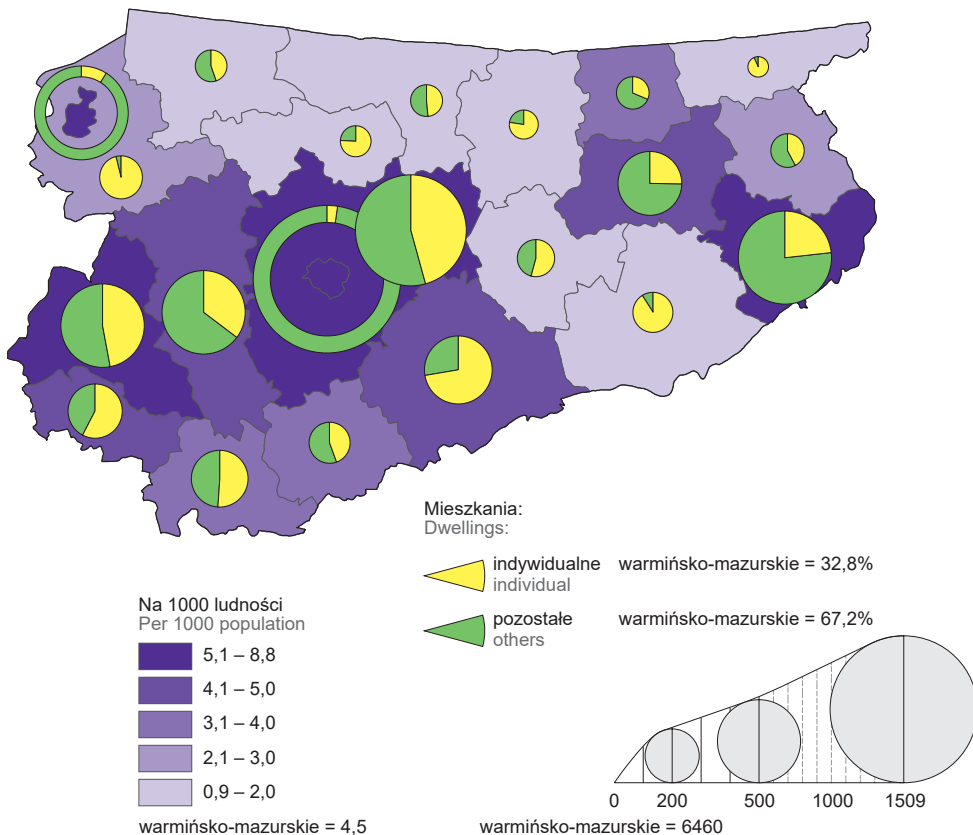 Mieszkania:
Dwellings:
indywidualne warmińsko-mazurskie = 32,8%
individual
pozostałe warmińsko-mazurskie = 67,2%
others
Na 1000 ludności
Per 1000 population
5,1 – 8,8
4,1 – 5,0
3,1 – 4,0
2,1 – 3,0
0,9 – 2,0
warmińsko-mazurskie = 4,5
0 200 500 1000 1509
warmińsko-mazurskie = 6460